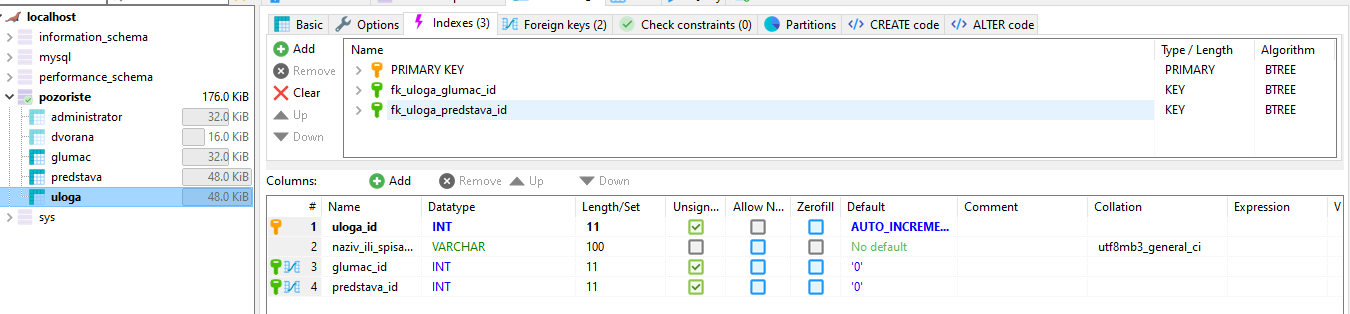 localhost
information_schema
mysql
performance_schema
pozoriste 176.0 KiB
administrator 32.0 KiB
dvorana 16.0 KiB
glumac 32.0 KiB
predstava 48.0 KiB
uloga 48.0 KiB
sys
Basic Options Indexes (3) Foreign keys (2) Check constraints (0) Partitions CREATE code ALTER code
Add
Remove
Clear
Up
Down
Name Type / Length Algorithm
PRIMARY KEY PRIMARY BTREE
fk_uloga_glumac_id KEY BTREE
fk_uloga_predstava_id KEY BTREE
Columns: Add Remove Up Down
# Name Datatype Length/Set Unsign... Allow N... Zerofill Default Comment Collation Expression V
1 uloga_id INT 11 AUTO_INCREME...
2 naziv_ili_spisa... VARCHAR 100 No default utf8mb3_general_ci
3 glumac_id INT 11 '0'
4 predstava_id INT 11 '0'